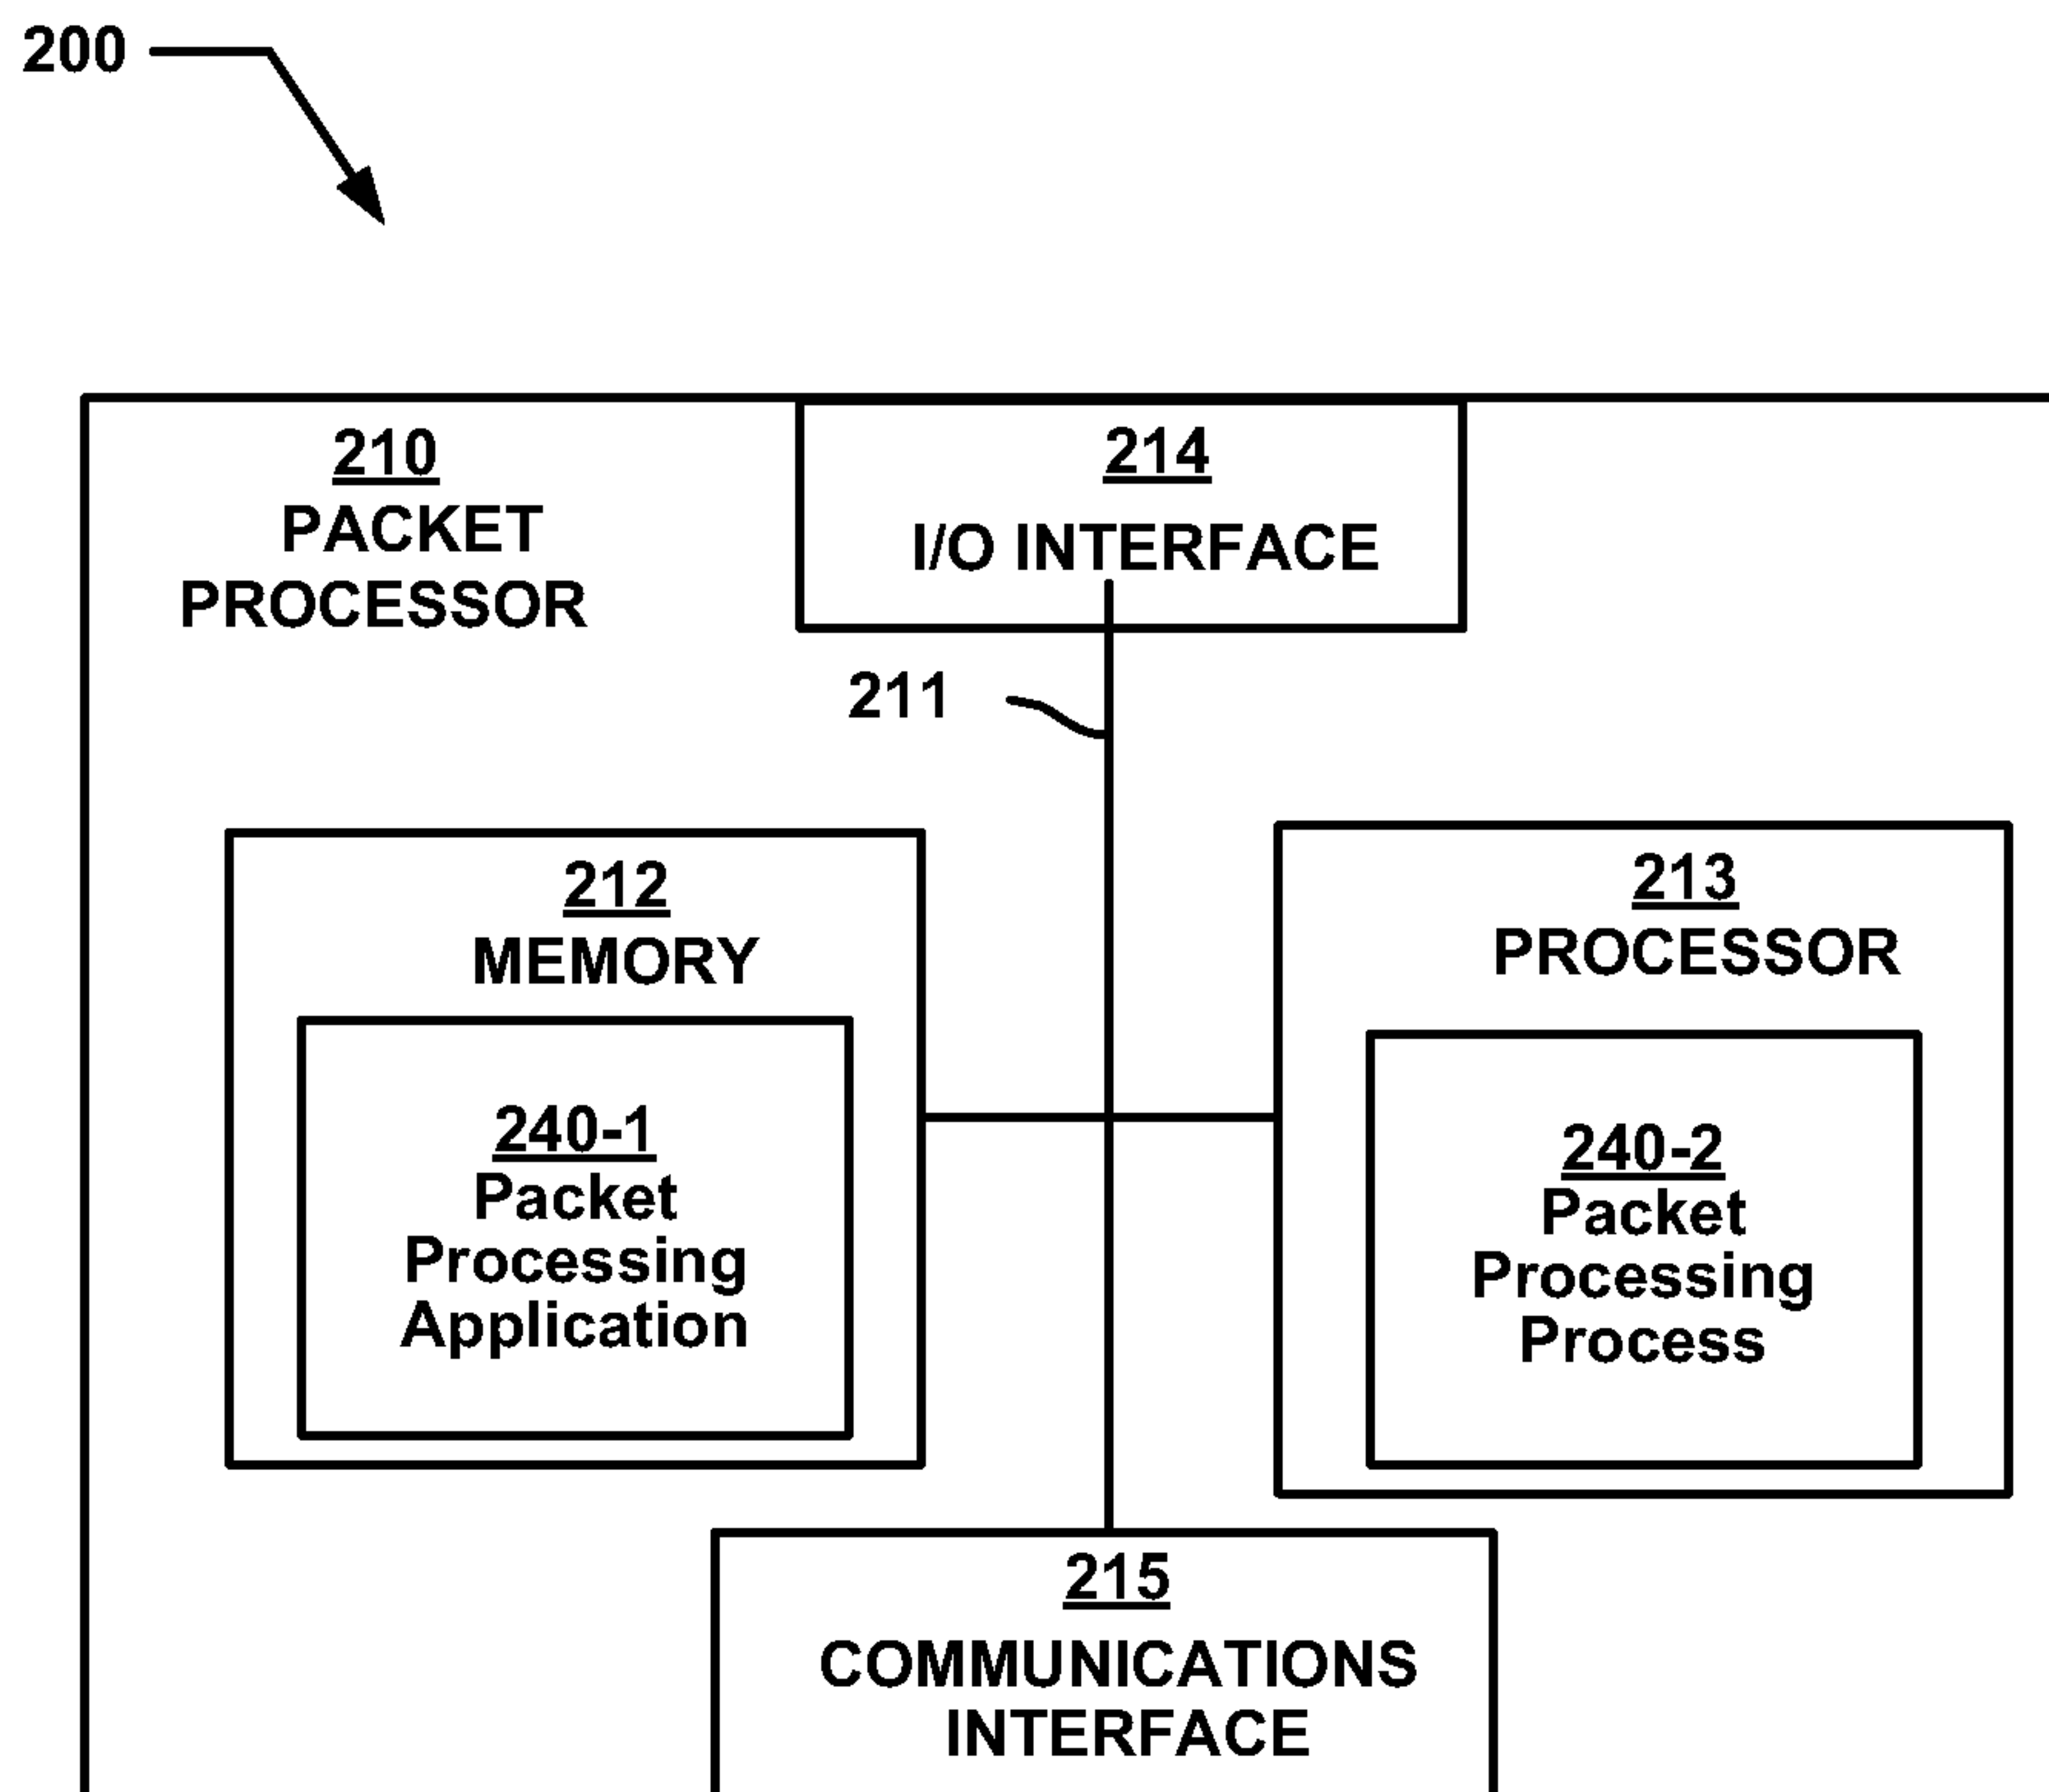 200
210
PACKET
PROCESSOR
214
I/O INTERFACE
211
212
MEMORY
240-1
Packet
Processing
Application
213
PROCESSOR
240-2
Packet
Processing
Process
215
COMMUNICATIONS
INTERFACE